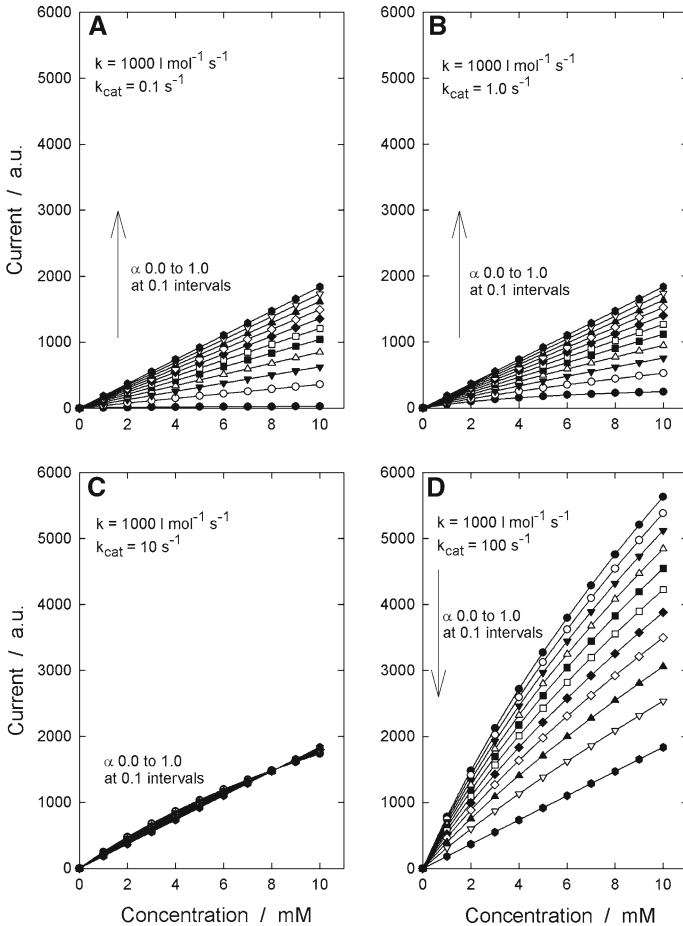 A
k = 1000 l mol⁻¹ s⁻¹
k_cat = 0.1 s⁻¹
α 0.0 to 1.0
at 0.1 intervals
6000
5000
4000
3000
2000
1000
0
0 2 4 6 8 10
Current / a.u.
B
k = 1000 l mol⁻¹ s⁻¹
k_cat = 1.0 s⁻¹
α 0.0 to 1.0
at 0.1 intervals
6000
5000
4000
3000
2000
1000
0
0 2 4 6 8 10
C
k = 1000 l mol⁻¹ s⁻¹
k_cat = 10 s⁻¹
α 0.0 to 1.0
at 0.1 intervals
6000
5000
4000
3000
2000
1000
0
0 2 4 6 8 10
Current / a.u.
Concentration / mM
D
k = 1000 l mol⁻¹ s⁻¹
k_cat = 100 s⁻¹
α 0.0 to 1.0
at 0.1 intervals
6000
5000
4000
3000
2000
1000
0
0 2 4 6 8 10
Concentration / mM